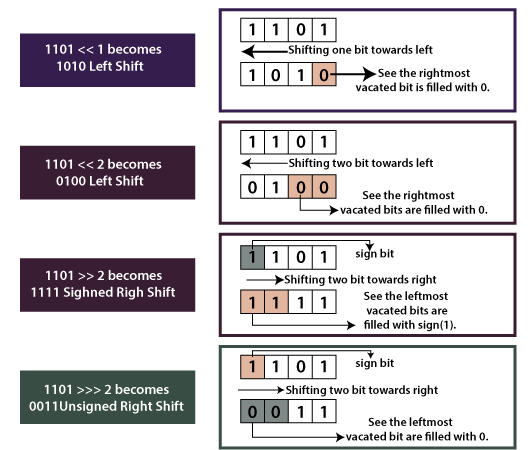 1101 << 1 becomes
1010 Left Shift
1 1 0 1
Shifting one bit towards left
1 0 1 0
See the rightmost
vacated bit is filled with 0.
1101 << 2 becomes
0100 Left Shift
1 1 0 1
Shifting two bit towards left
0 1 0 0
See the rightmost
vacated bits are filled with 0.
1101 >> 2 becomes
1111 Sighned Righ Shift
1 1 0 1
sign bit
Shifting two bit towards right
1 1 1 1
See the leftmost
vacated bits are
filled with sign(1).
1101 >>> 2 becomes
0011Unsigned Right Shift
1 1 0 1
sign bit
Shifting two bit towards right
0 0 1 1
See the leftmost
vacated bit are filled with 0.